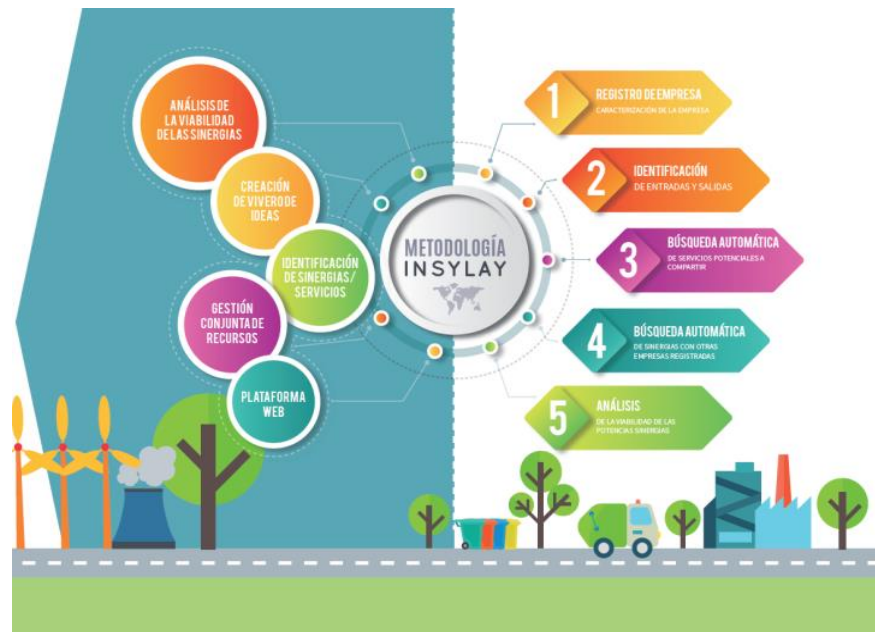 ANÁLISIS DE
LA VIABILIDAD
DE LAS SINERGIAS
CREACIÓN
DE VIVERO DE
IDEAS
IDENTIFICACIÓN
DE SINERGIAS/
SERVICIOS
GESTIÓN
CONJUNTA DE
RECURSOS
PLATAFORMA
WEB
METODOLOGÍA
INSYLAY
1
REGISTRO DE EMPRESA
CARACTERIZACIÓN DE LA EMPRESA
2
IDENTIFICACIÓN
DE ENTRADAS Y SALIDAS
3
BÚSQUEDA AUTOMÁTICA
DE SERVICIOS POTENCIALES A
COMPARTIR
4
BÚSQUEDA AUTOMÁTICA
DE SINERGIAS CON OTRAS
EMPRESAS REGISTRADAS
5
ANÁLISIS
DE LA VIABILIDAD DE LAS
POTENCIAS SINERGIAS